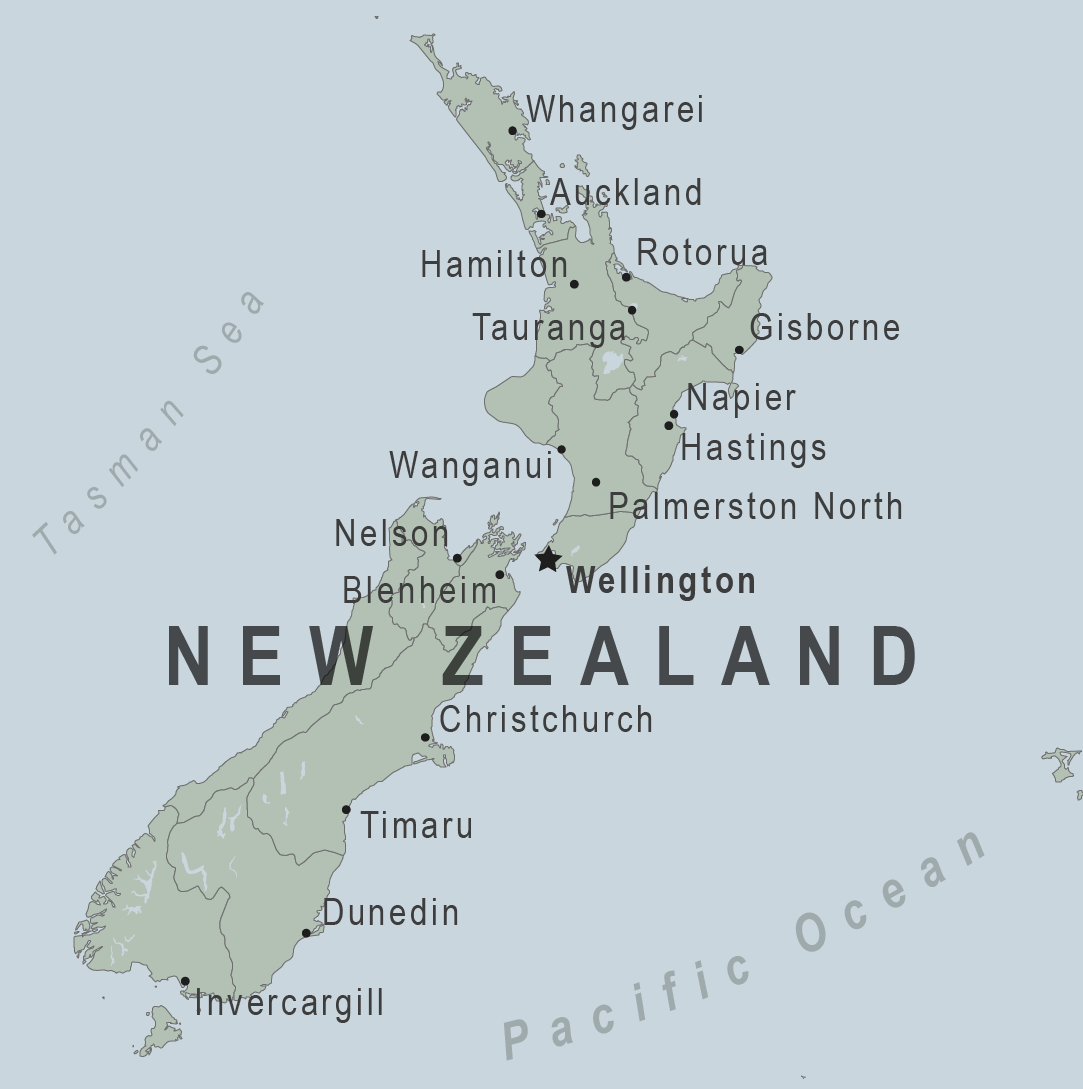 Whangarei
Auckland
Rotorua
Hamilton
Tauranga
Gisborne
Tasman Sea
Napier
Hastings
Wanganui
Palmerston North
Nelson
Wellington
Blenheim
NEW ZEALAND
Christchurch
Timaru
Dunedin
Pacific Ocean
Invercargill